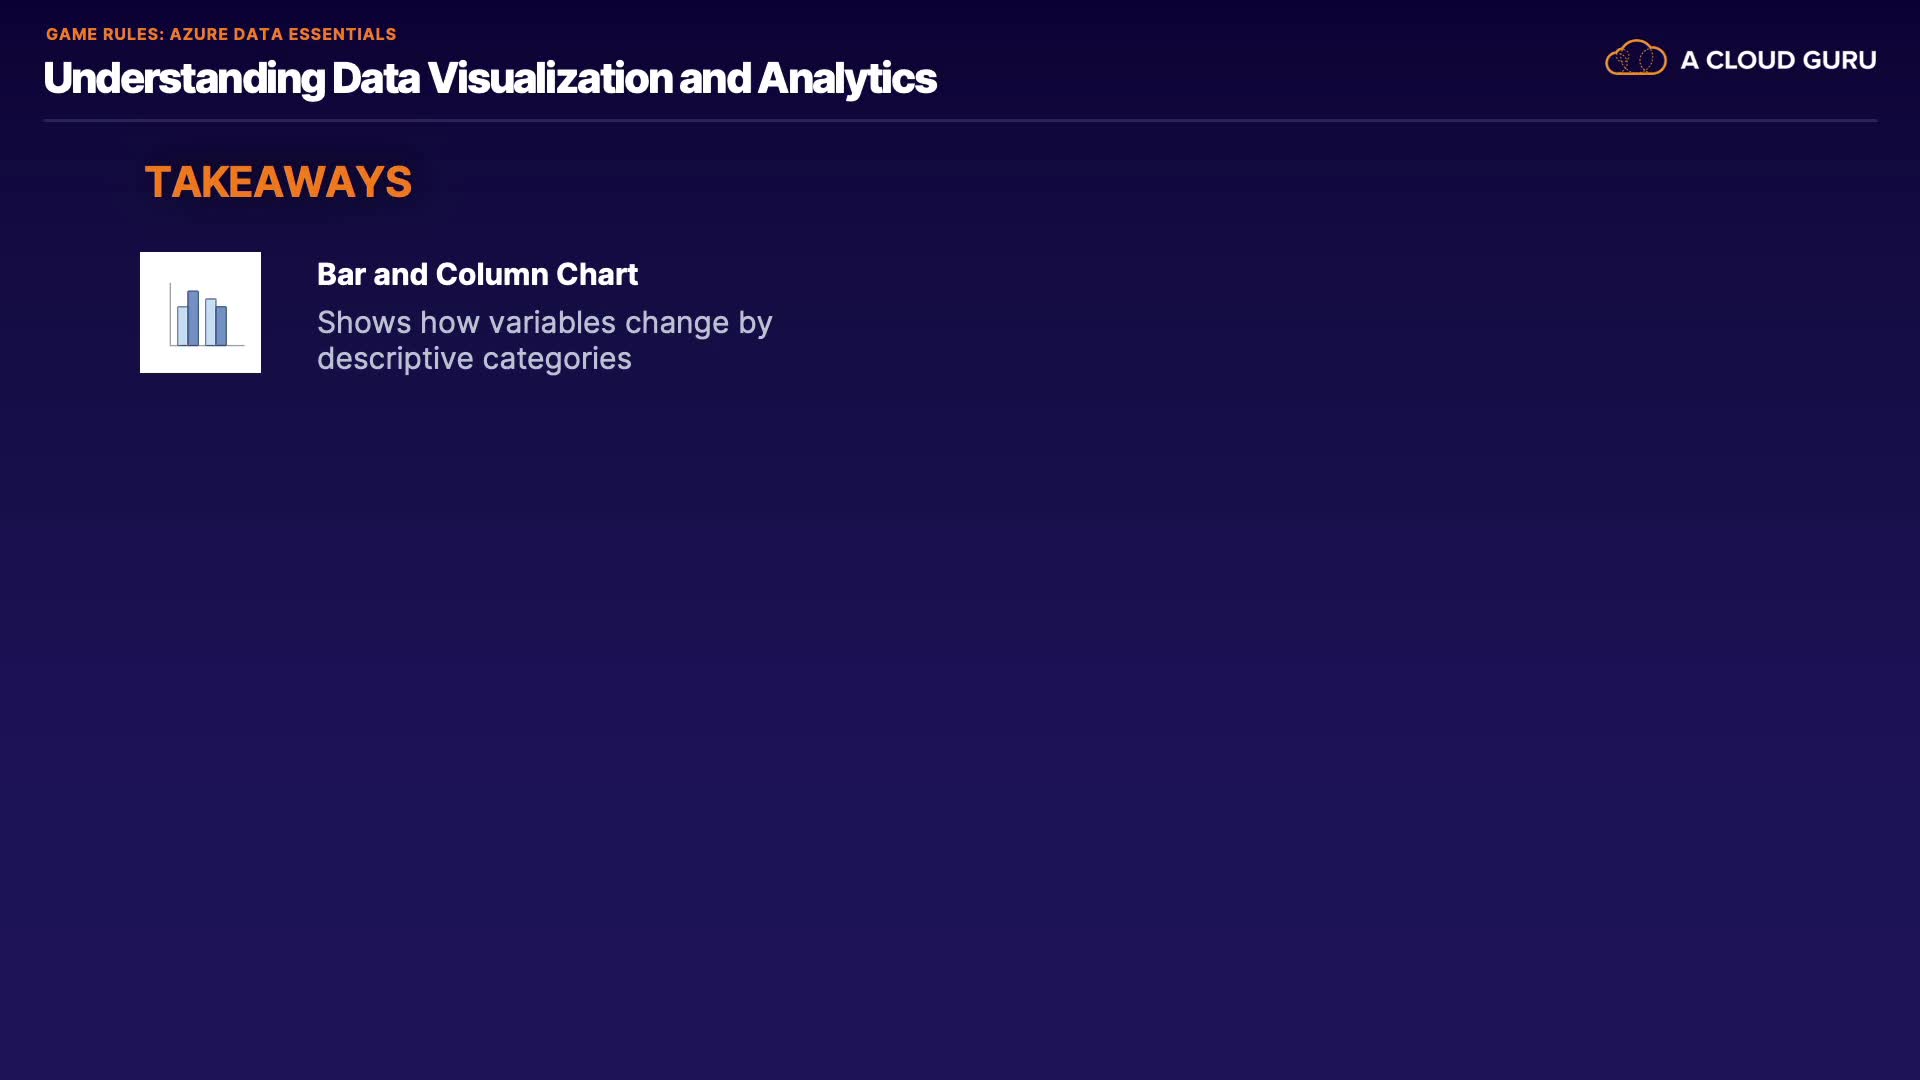 GAME RULES: AZURE DATA ESSENTIALS
Understanding Data Visualization and Analytics
A CLOUD GURU
TAKEAWAYS
Bar and Column Chart
Shows how variables change by
descriptive categories